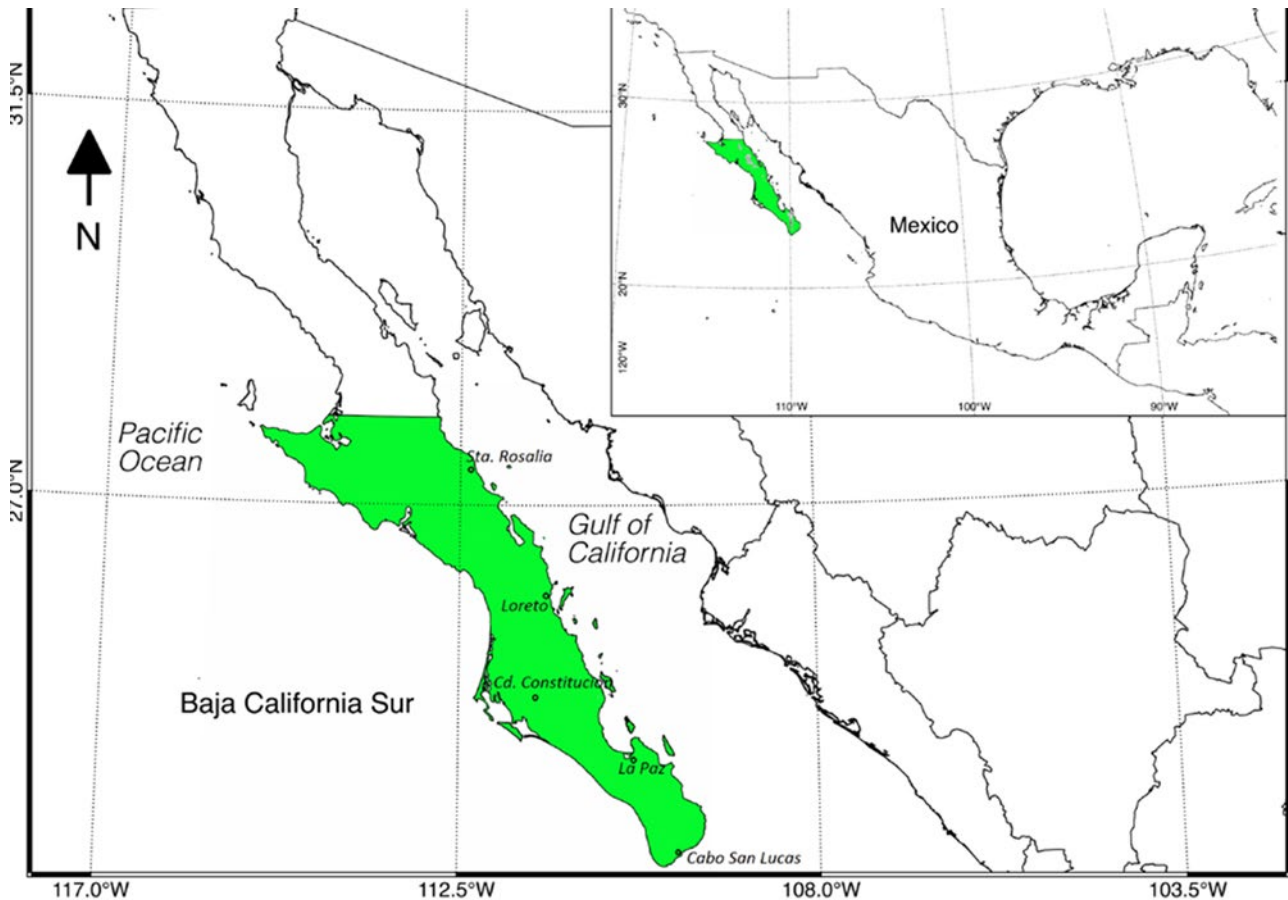 31.5°N
N
Pacific
Ocean
27.0°N
Sta. Rosalia
Gulf of
California
Loreto
Cd. Constitución
Baja California Sur
La Paz
Cabo San Lucas
117.0°W
112.5°W
108.0°W
103.5°W
30°N
Mexico
20°N
120°W
110°W
100°W
90°W